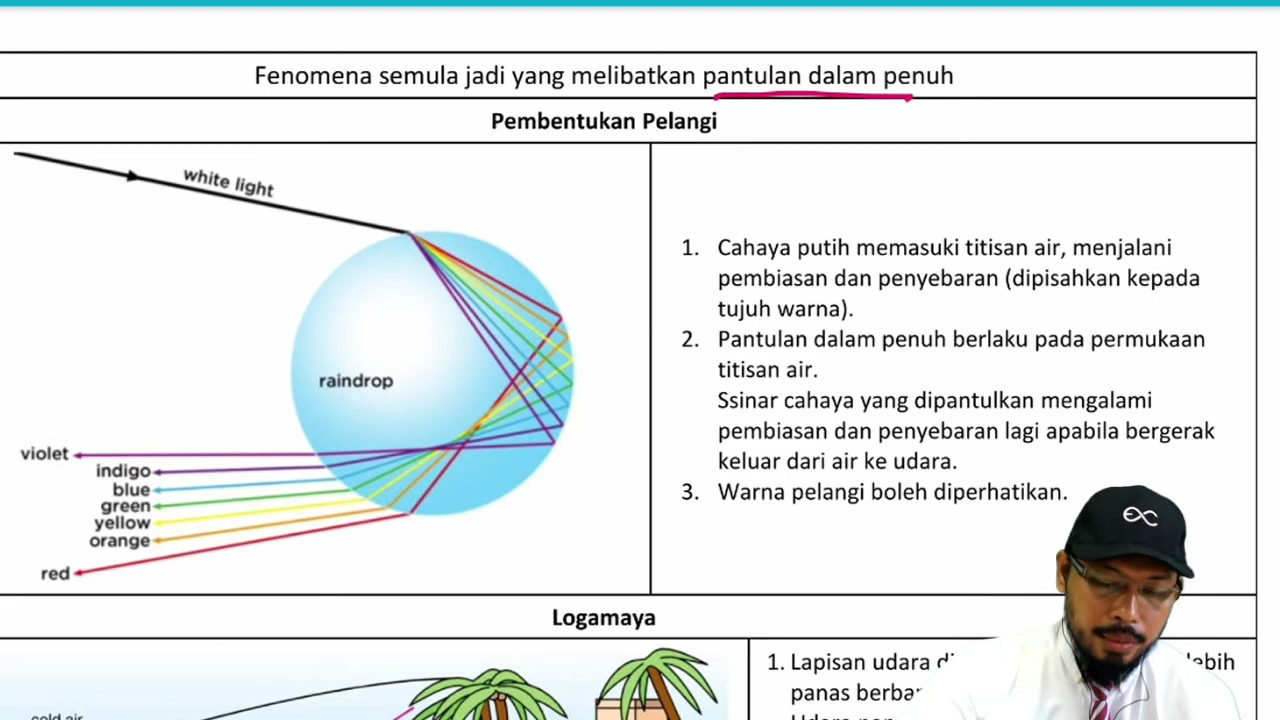 Fenomena semula jadi yang melibatkan pantulan dalam penuh
Pembentukan Pelangi
white light
raindrop
violet
indigo
blue
green
yellow
orange
red
1. Cahaya putih memasuki titisan air, menjalani
pembiasan dan penyebaran (dipisahkan kepada
tujuh warna).
2. Pantulan dalam penuh berlaku pada permukaan
titisan air.
Ssinar cahaya yang dipantulkan mengalami
pembiasan dan penyebaran lagi apabila bergerak
keluar dari air ke udara.
3. Warna pelangi boleh diperhatikan.
Logamaya
cold air
1. Lapisan udara
panas